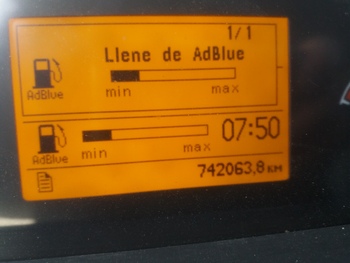 1/1
Llene de AdBlue
AdBlue
min max
AdBlue
min max
07:50
742063,8 KM